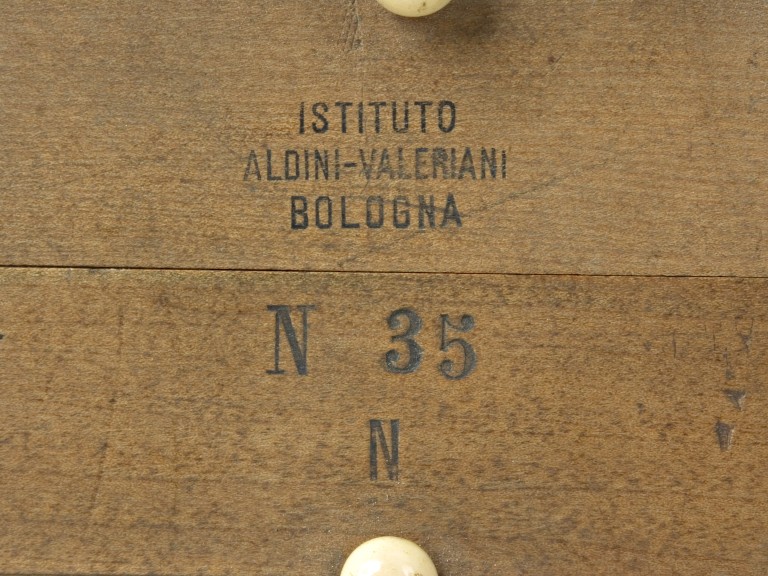 ISTITUTO
ALDINI-VALERIANI
BOLOGNA
N 35
N